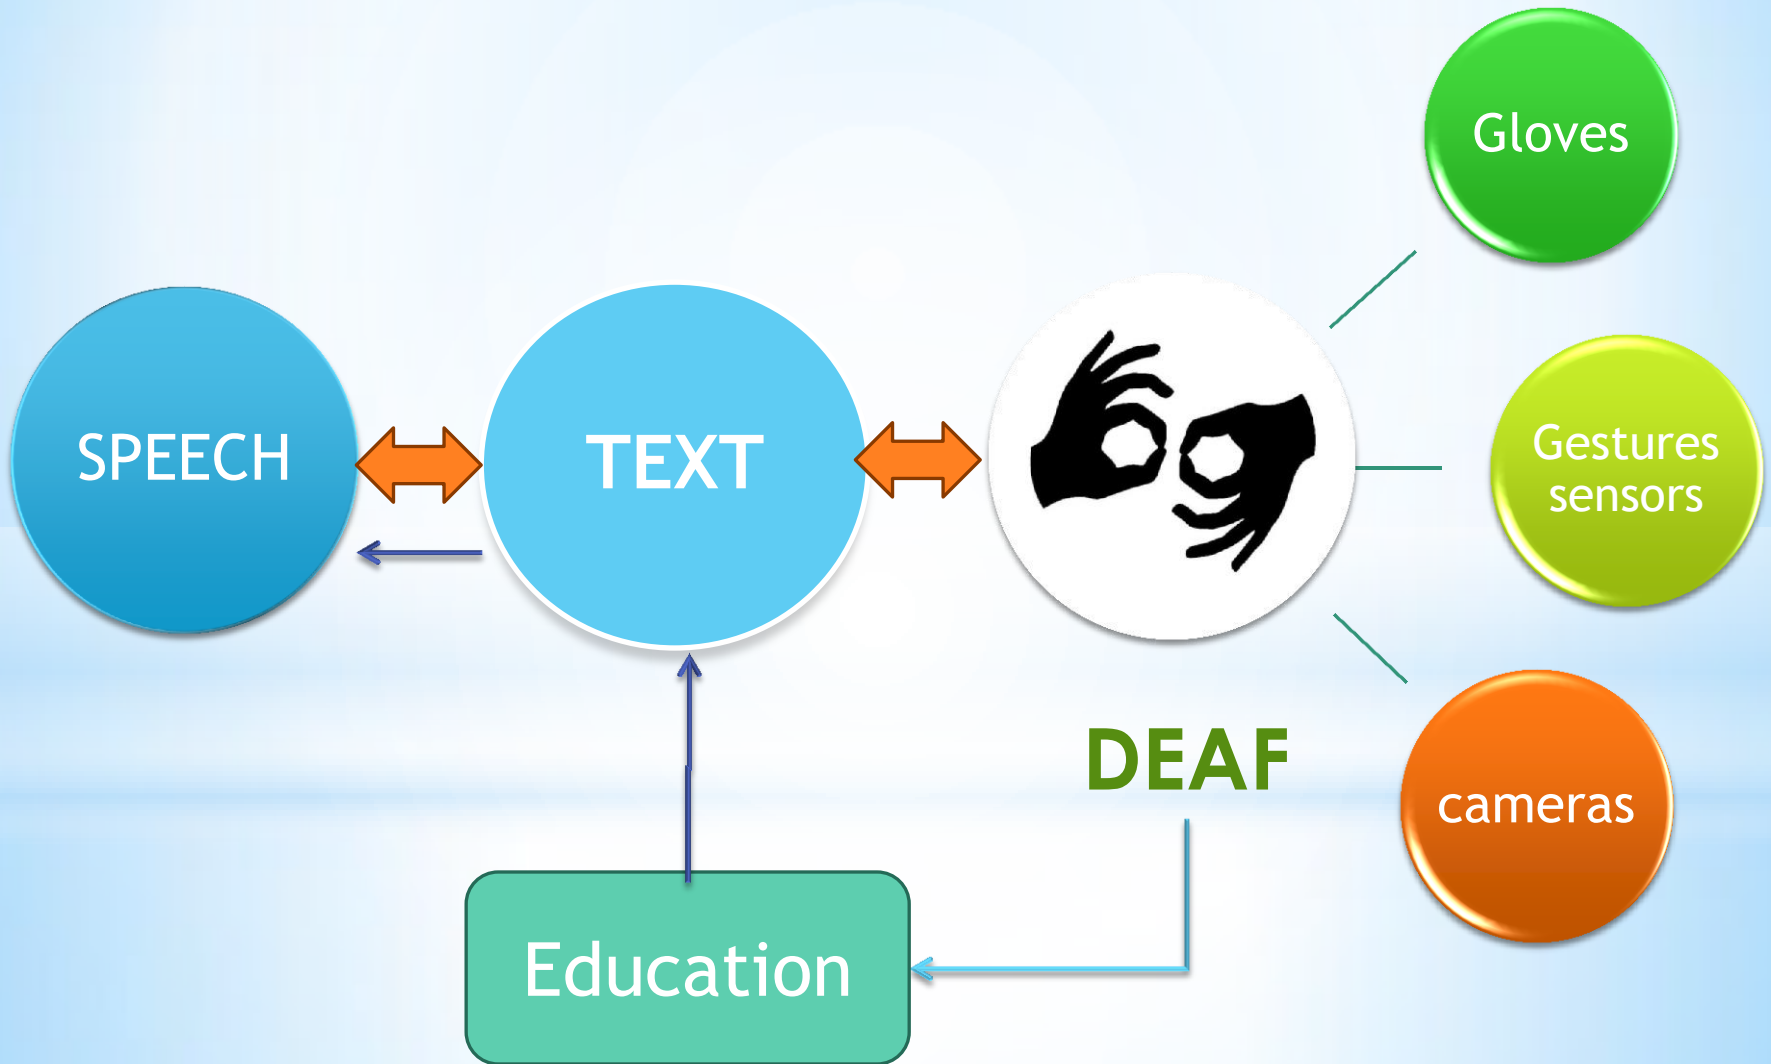 Gloves
SPEECH
TEXT
Gestures
sensors
DEAF
cameras
Education